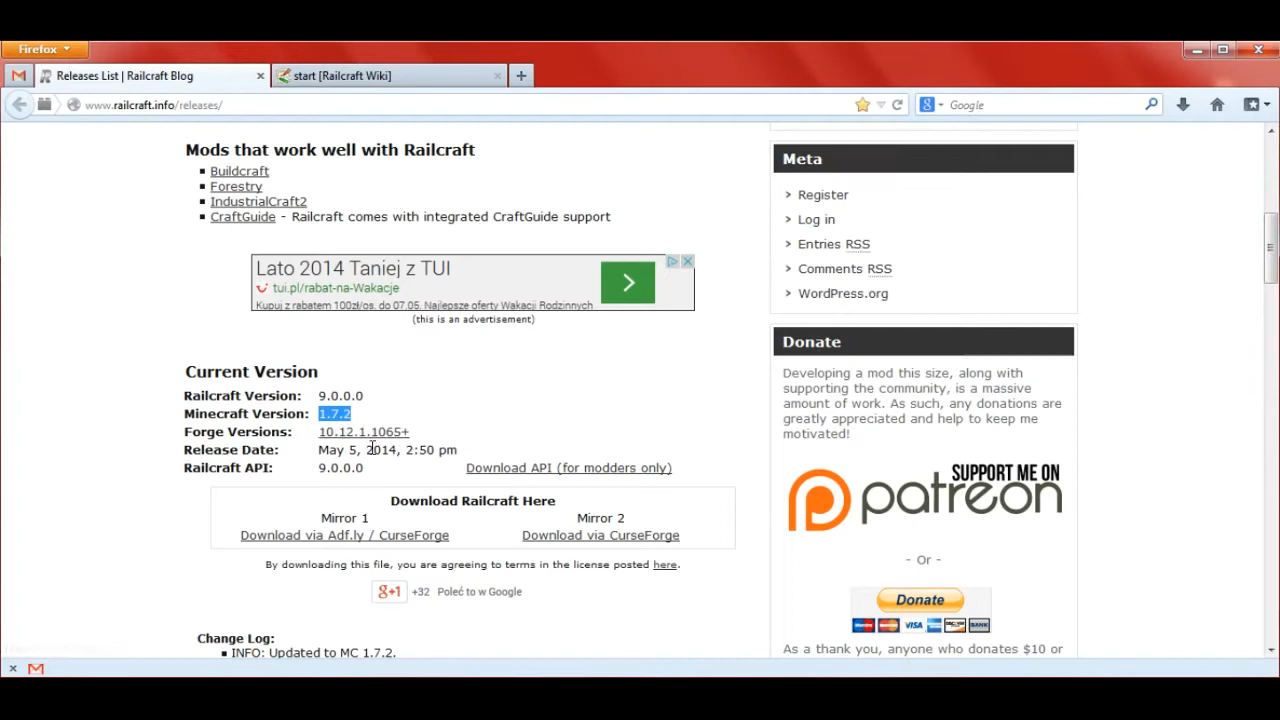 Firefox
Releases List | Railcraft Blog
start [Railcraft Wiki]
www.railcraft.info/releases/
Google
Mods that work well with Railcraft
Buildcraft
Forestry
IndustrialCraft2
CraftGuide - Railcraft comes with integrated CraftGuide support
Lato 2014 Taniej z TUI
tui.pl/rabat-na-Wakacje
Kupuj z rabatem 100zł/os. do 07.05. Najlepsze oferty Wakacji Rodzinnych
(this is an advertisement)
Current Version
Railcraft Version: 9.0.0.0
Minecraft Version: 1.7.2
Forge Versions: 10.12.1.1065+
Release Date: May 5, 2014, 2:50 pm
Railcraft API: 9.0.0.0 Download API (for modders only)
Download Railcraft Here
Mirror 1 Mirror 2
Download via Adf.ly / CurseForge Download via CurseForge
By downloading this file, you are agreeing to terms in the license posted here.
g+1 +32 Poleć to w Google
Change Log:
INFO: Updated to MC 1.7.2.
Meta
Register
Log in
Entries RSS
Comments RSS
WordPress.org
Donate
Developing a mod this size, along with
supporting the community, is a massive
amount of work. As such, any donations are
greatly appreciated and help to keep me
motivated!
SUPPORT ME ON
patreon
- Or -
Donate
VISA
BANK
As a thank you, anyone who donates $10 or